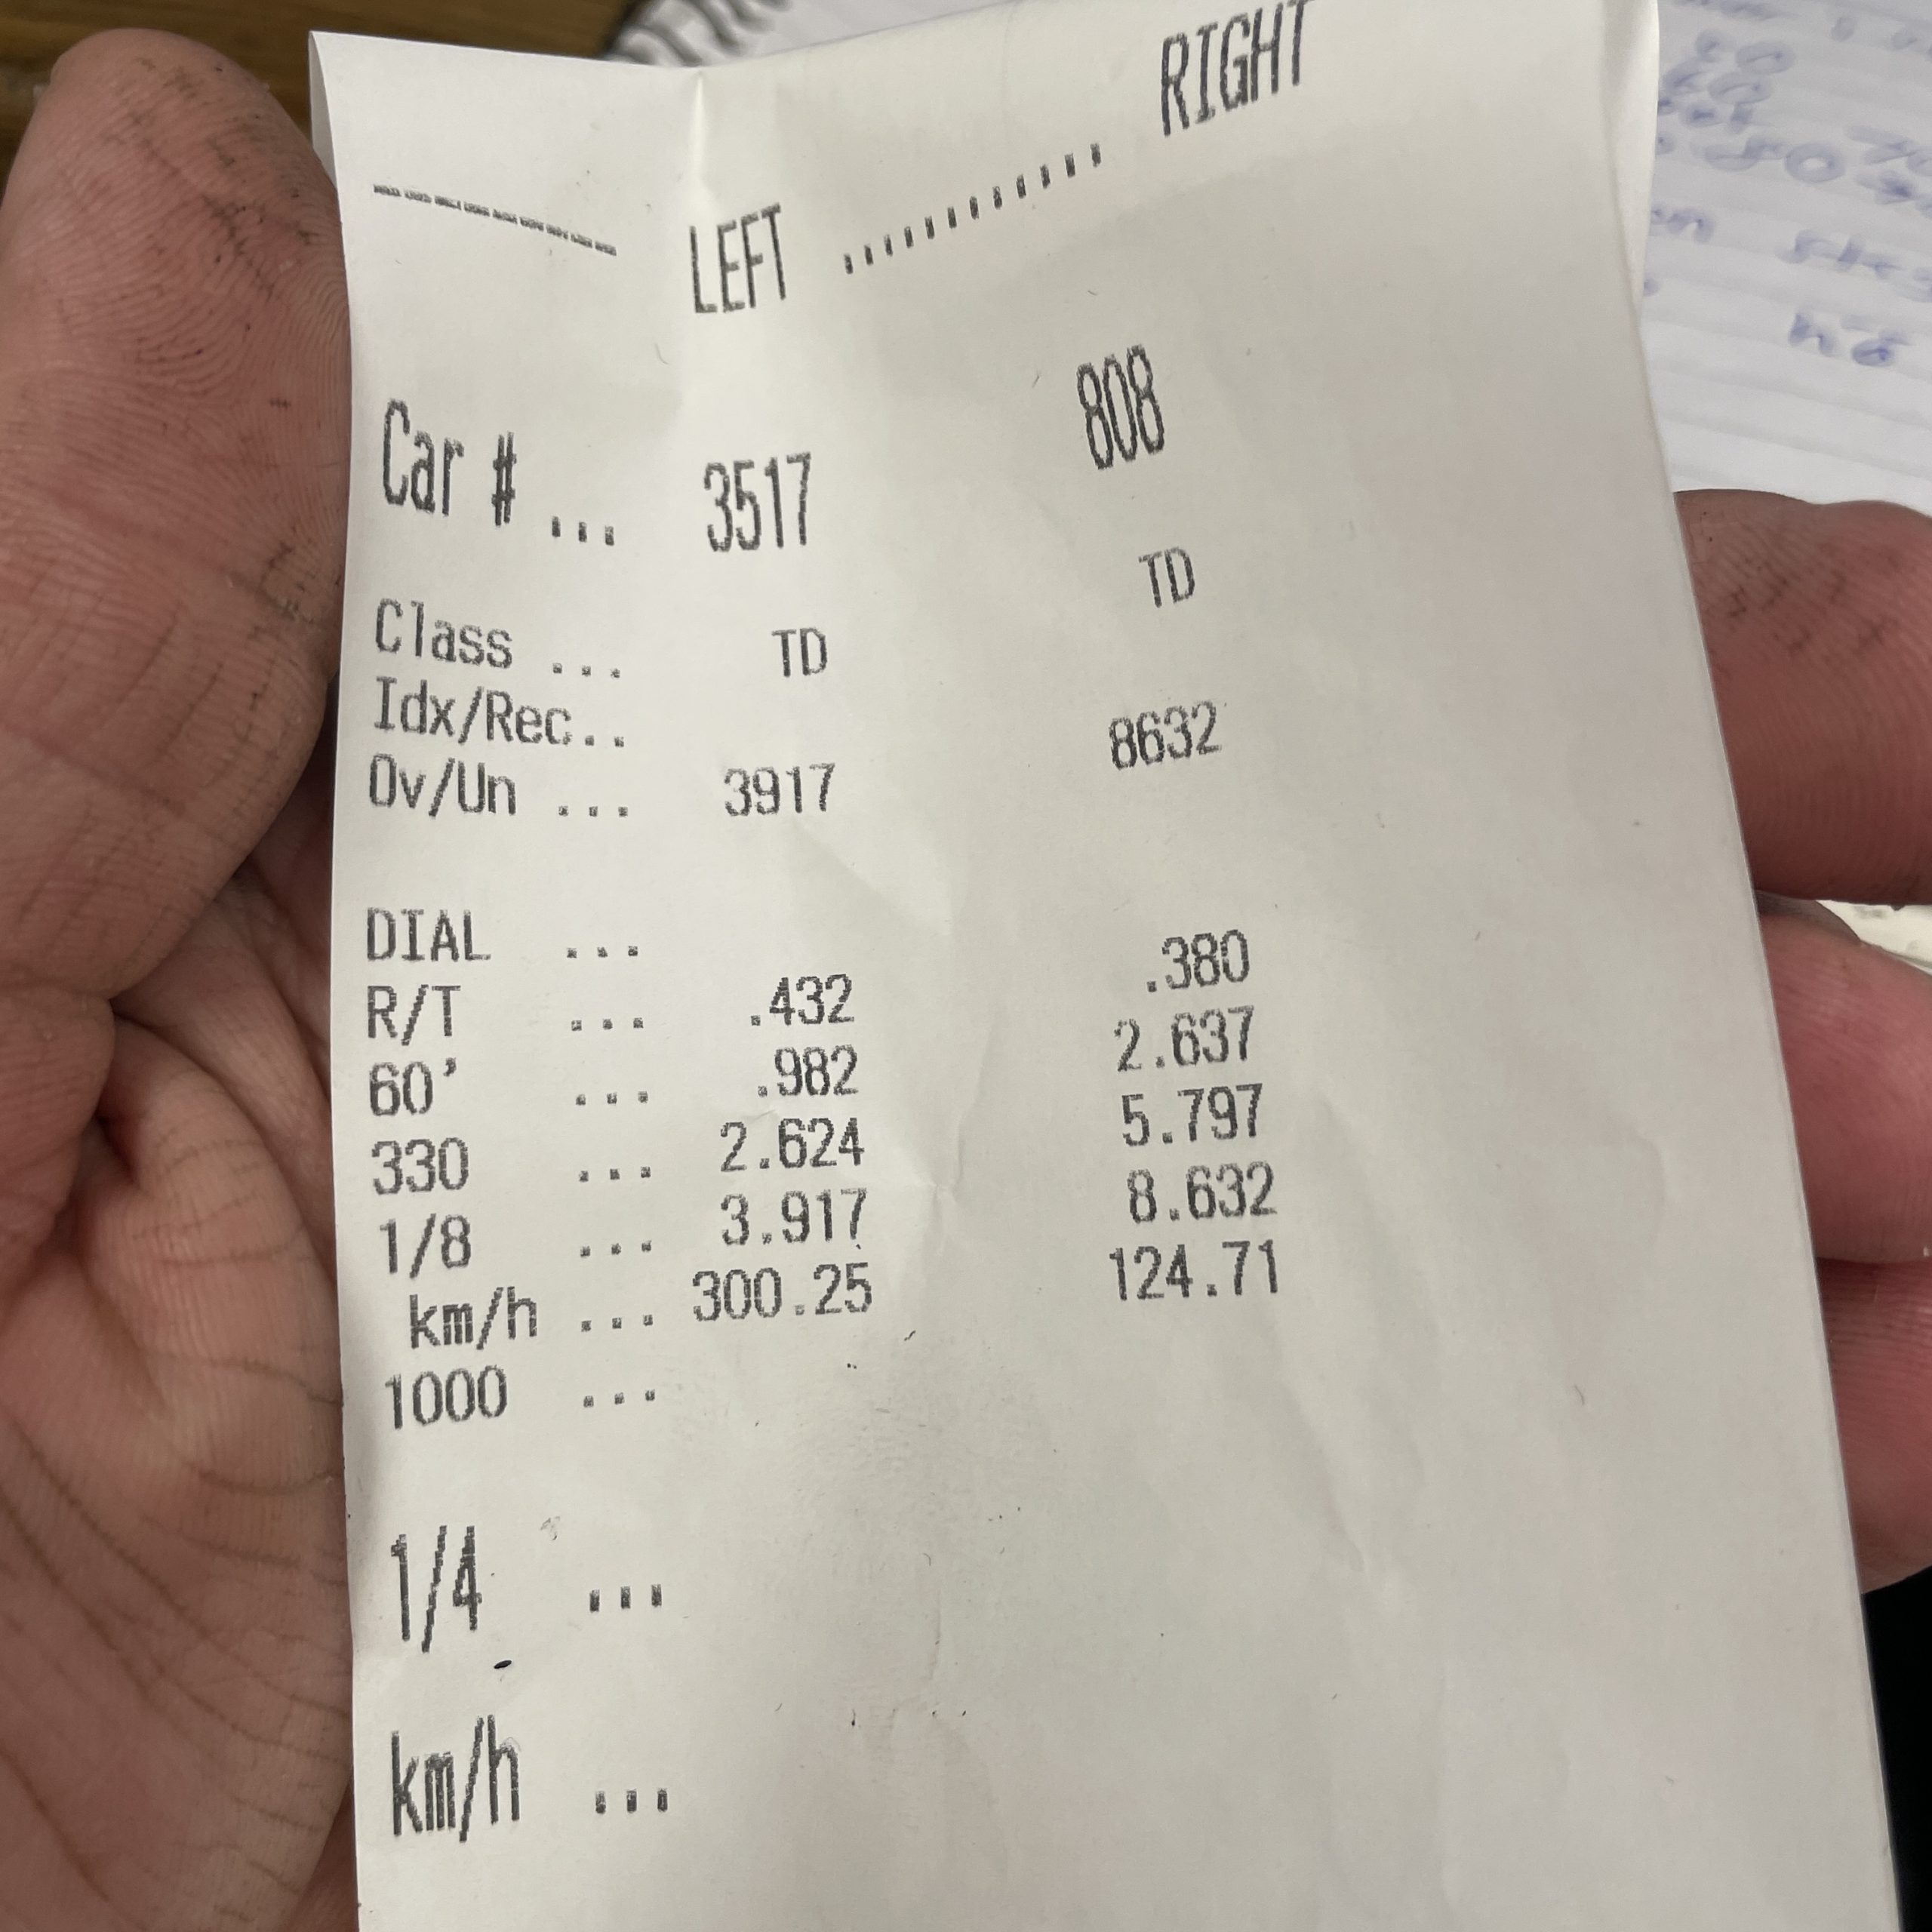 ------ LEFT ............ RIGHT
Car # ... 3517 808
Class ... TD TD
Idx/Rec..
Ov/Un ... 3917 8632
DIAL ...
R/T ... .432 .380
60' ... .982 2.637
330 ... 2.624 5.797
1/8 ... 3.917 8.632
km/h ... 300.25 124.71
1000 ...
1/4 ...
km/h ...